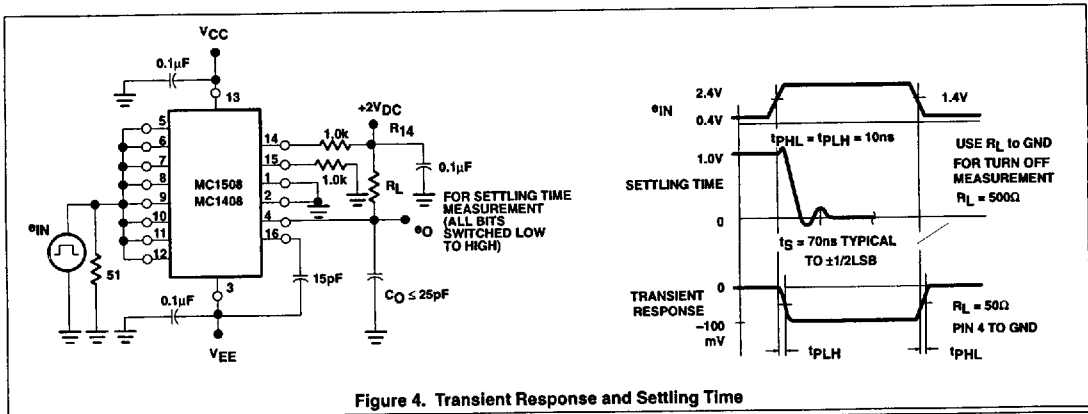 VCC
0.1µF
13
5
6
7
8
9
10
11
12
MC1508
MC1408
14
15
1
2
4
16
3
1.0k
1.0k
+2VDC
R14
0.1µF
RL
FOR SETTLING TIME
MEASUREMENT
(ALL BITS
SWITCHED LOW
TO HIGH)
eO
eIN
51
15pF
CO ≤ 25pF
0.1µF
VEE
eIN
2.4V
0.4V
1.4V
tPHL = tPLH = 10ns
1.0V
SETTLING TIME
0
USE RL to GND
FOR TURN OFF
MEASUREMENT
RL = 500Ω
tS = 70ns TYPICAL
TO ±1/2LSB
0
TRANSIENT
RESPONSE
–100
mV
RL = 50Ω
PIN 4 TO GND
tPLH
tPHL
Figure 4. Transient Response and Settling Time